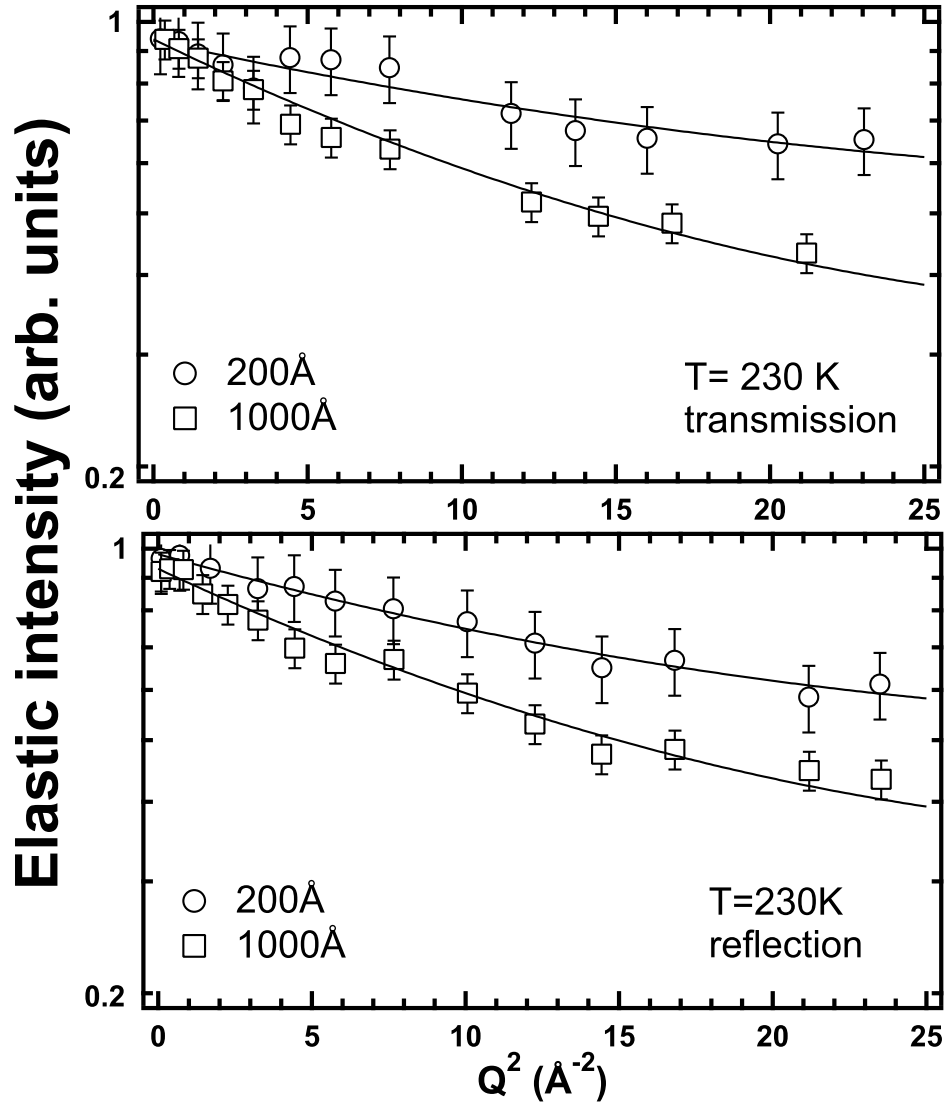 Elastic intensity (arb. units)
1
200Å
1000Å
T= 230 K
transmission
0.2
0 5 10 15 20 25
1
200Å
1000Å
T=230K
reflection
0.2
0 5 10 15 20 25
Q² (Å⁻²)